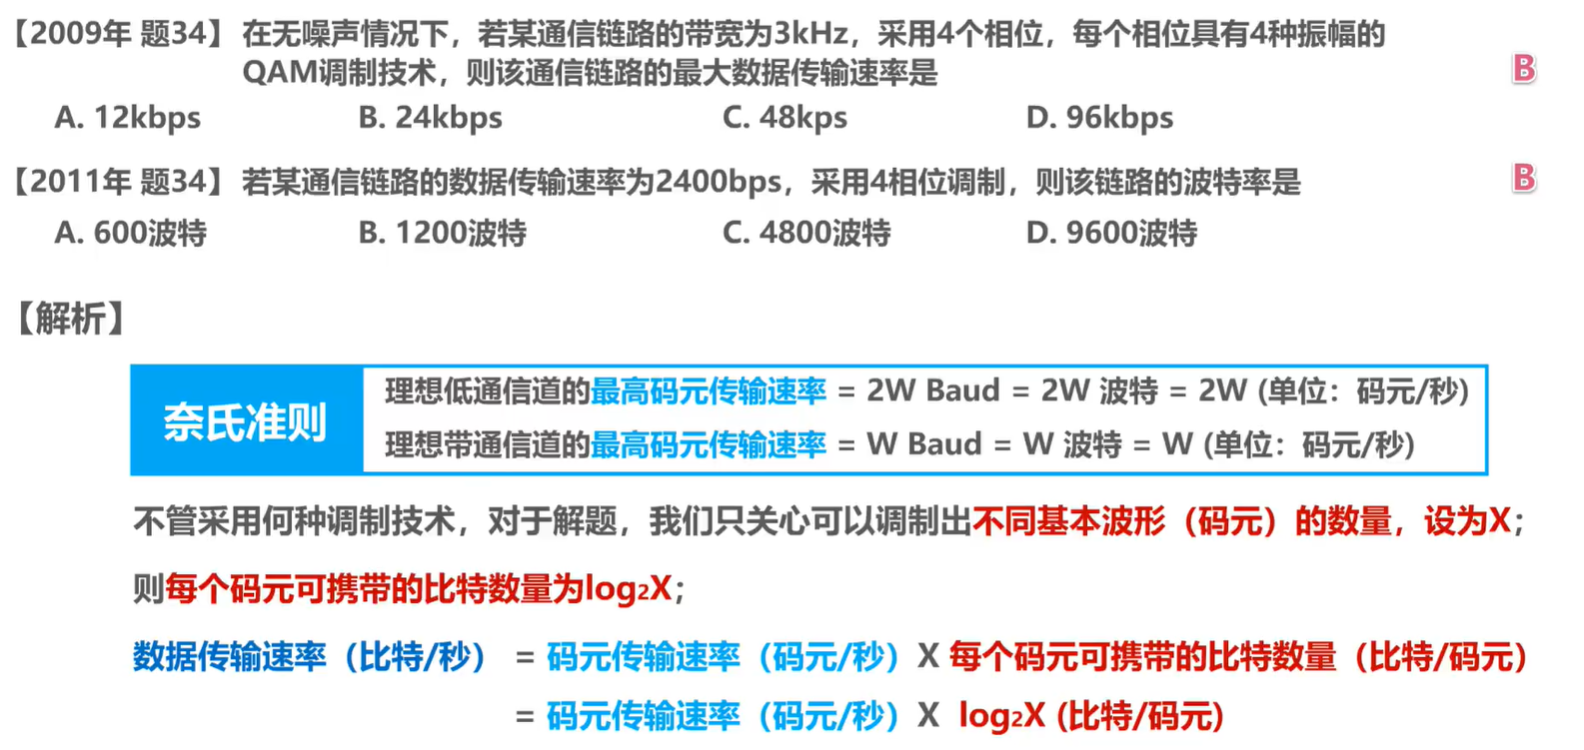 【2009年 题34】在无噪声情况下，若某通信链路的带宽为3kHz，采用4个相位，每个相位具有4种振幅的
QAM调制技术，则该通信链路的最大数据传输速率是
B
A. 12kbps B. 24kbps C. 48kps D. 96kbps
【2011年 题34】若某通信链路的数据传输速率为2400bps，采用4相位调制，则该链路的波特率是 B
A. 600波特 B. 1200波特 C. 4800波特 D. 9600波特
【解析】
奈氏准则
理想低通信道的最高码元传输速率 = 2W Baud = 2W 波特 = 2W (单位：码元/秒)
理想带通信道的最高码元传输速率 = W Baud = W 波特 = W (单位：码元/秒)
不管采用何种调制技术，对于解题，我们只关心可以调制出不同基本波形（码元）的数量，设为X；
则每个码元可携带的比特数量为log₂X；
数据传输速率（比特/秒） = 码元传输速率（码元/秒）X 每个码元可携带的比特数量（比特/码元）
= 码元传输速率（码元/秒）X log₂X (比特/码元)